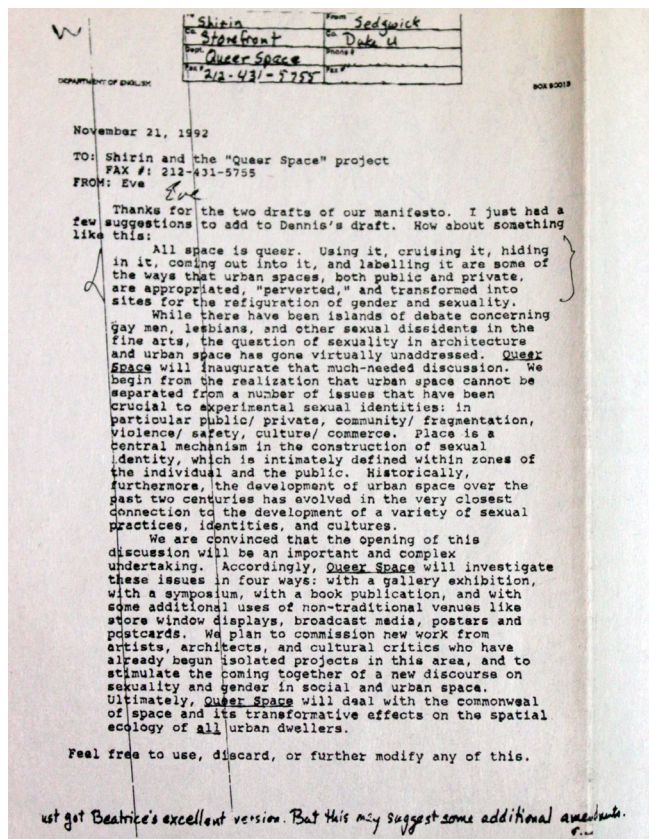 W
To Shirin From Sedgwick
Co. Storefront Co. Duke U
Dept. Queer Space Phone #
Fax # 212-431-5755 Fax #
DEPARTMENT OF ENGLISH BOX 90015
November 21, 1992
TO: Shirin and the "Queer Space" project
FAX #: 212-431-5755
FROM: Eve
Eve
Thanks for the two drafts of our manifesto. I just had a
few suggestions to add to Dennis's draft. How about something
like this:
All space is queer. Using it, cruising it, hiding
in it, coming out into it, and labelling it are some of
the ways that urban spaces, both public and private,
are appropriated, "perverted," and transformed into
sites for the refiguration of gender and sexuality.
While there have been islands of debate concerning
gay men, lesbians, and other sexual dissidents in the
fine arts, the question of sexuality in architecture
and urban space has gone virtually unaddressed. Queer
Space will inaugurate that much-needed discussion. We
begin from the realization that urban space cannot be
separated from a number of issues that have been
crucial to experimental sexual identities: in
particular public/ private, community/ fragmentation,
violence/ safety, culture/ commerce. Place is a
central mechanism in the construction of sexual
identity, which is intimately defined within zones of
the individual and the public. Historically,
furthermore, the development of urban space over the
past two centuries has evolved in the very closest
connection to the development of a variety of sexual
practices, identities, and cultures.
We are convinced that the opening of this
discussion will be an important and complex
undertaking. Accordingly, Queer Space will investigate
these issues in four ways: with a gallery exhibition,
with a symposium, with a book publication, and with
some additional uses of non-traditional venues like
store window displays, broadcast media, posters and
postcards. We plan to commission new work from
artists, architects, and cultural critics who have
already begun isolated projects in this area, and to
stimulate the coming together of a new discourse on
sexuality and gender in social and urban space.
Ultimately, Queer Space will deal with the commonweal
of space and its transformative effects on the spatial
ecology of all urban dwellers.
Feel free to use, discard, or further modify any of this.
ust got Beatrice's excellent version. But this may suggest some additional amendments.